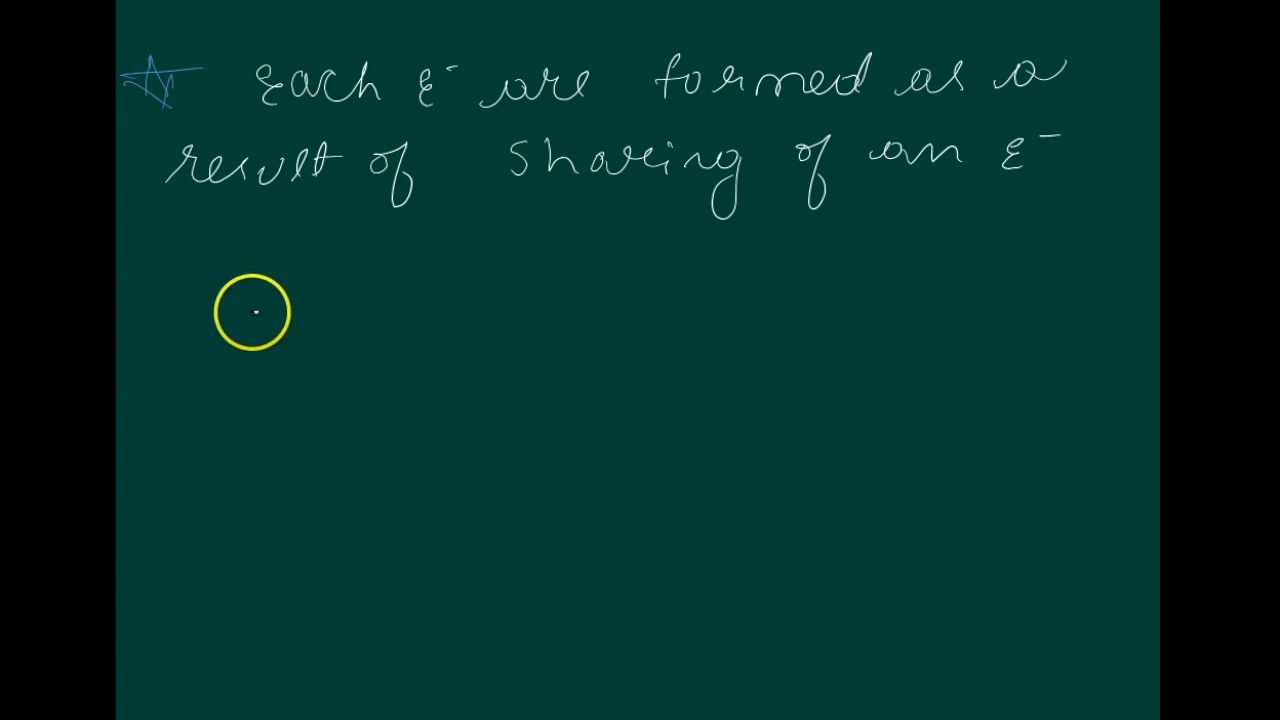 Each e⁻ are formed as a
result of sharing of an e⁻